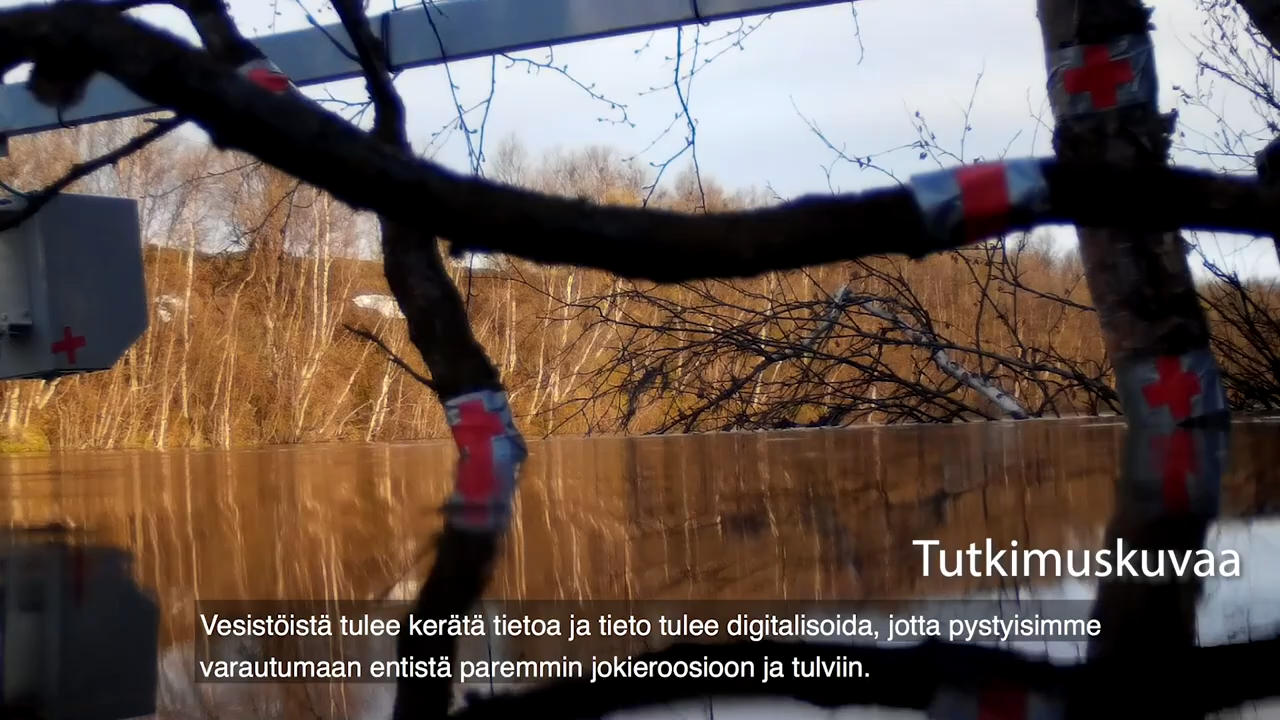 Tutkimuskuvaa
Vesistöistä tulee kerätä tietoa ja tieto tulee digitalisoida, jotta pystyisimme
varautumaan entistä paremmin jokieroosioon ja tulviin.